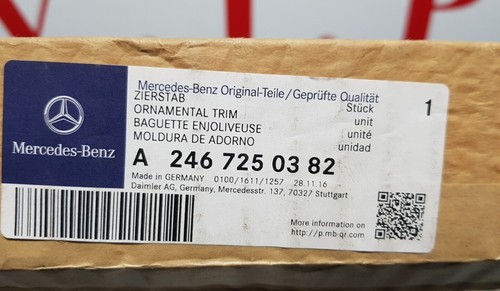 Mercedes-Benz
Mercedes-Benz Original-Teile/Geprüfte Qualität
ZIERSTAB
ORNAMENTAL TRIM
BAGUETTE ENJOLIVEUSE
MOLDURA DE ADORNO
Stück
unit
unité
unidad
1
A 246 725 03 82
Made in GERMANY 0100/1611/1257 28.11.16
Daimler AG, Germany, Mercedesstr. 137, 70327 Stuttgart
More information on
http://p.mb-qr.com